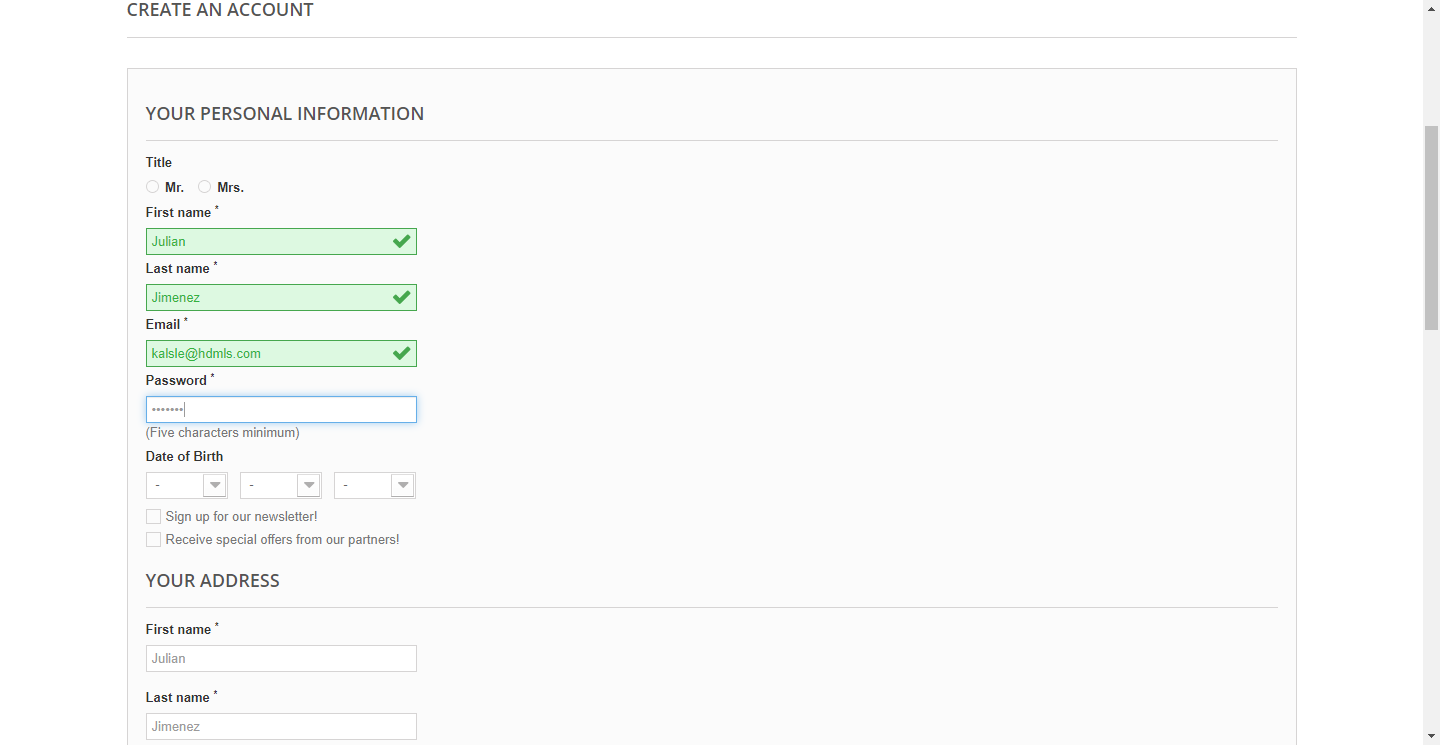 CREATE AN ACCOUNT
YOUR PERSONAL INFORMATION
Title
Mr. Mrs.
First name *
Julian
Last name *
Jimenez
Email *
kalsle@hdmls.com
Password *
•••••••
(Five characters minimum)
Date of Birth
- - -
Sign up for our newsletter!
Receive special offers from our partners!
YOUR ADDRESS
First name *
Julian
Last name *
Jimenez